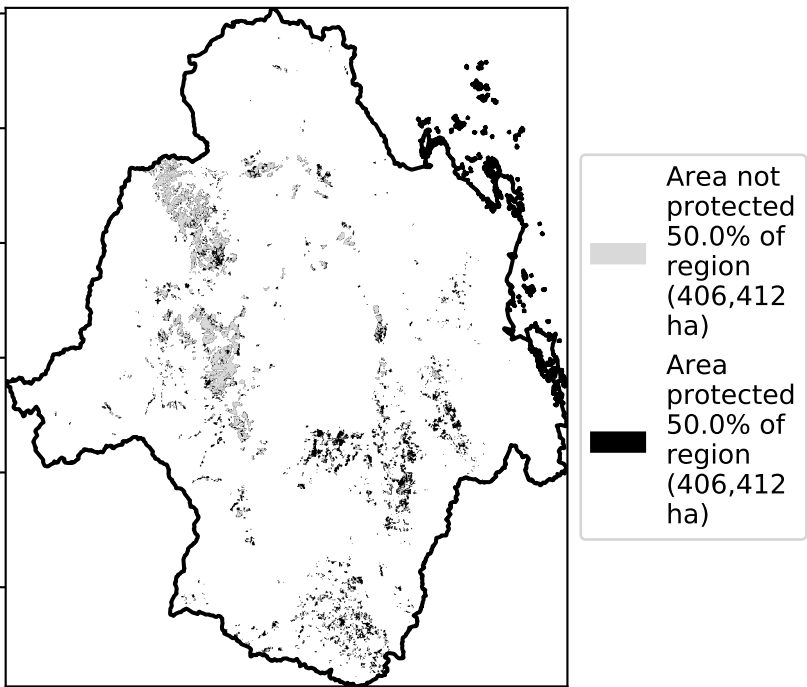 Area not
protected
50.0% of
region
(406,412
ha)
Area
protected
50.0% of
region
(406,412
ha)